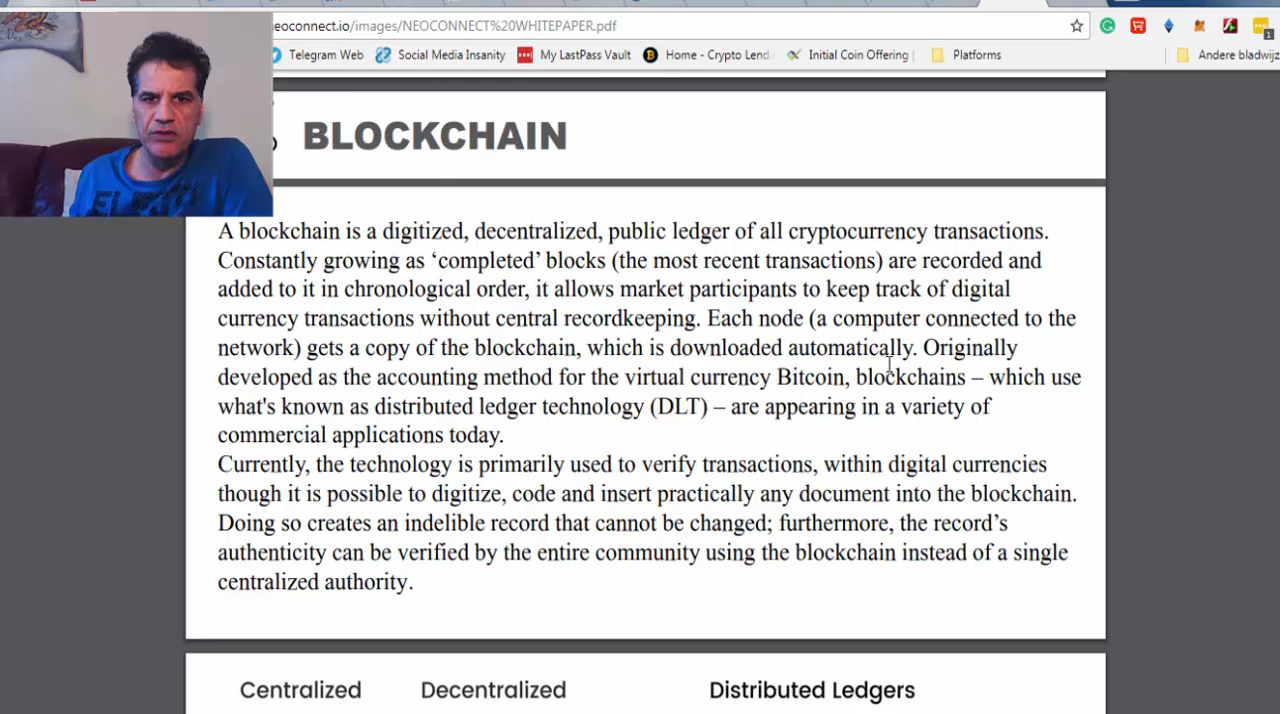 neoconnect.io/images/NEOCONNECT%20WHITEPAPER.pdf
Telegram Web Social Media Insanity My LastPass Vault Home - Crypto Lend Initial Coin Offering | Platforms Andere bladwijz
1
BLOCKCHAIN
A blockchain is a digitized, decentralized, public ledger of all cryptocurrency transactions.
Constantly growing as ‘completed’ blocks (the most recent transactions) are recorded and
added to it in chronological order, it allows market participants to keep track of digital
currency transactions without central recordkeeping. Each node (a computer connected to the
network) gets a copy of the blockchain, which is downloaded automatically. Originally
developed as the accounting method for the virtual currency Bitcoin, blockchains – which use
what's known as distributed ledger technology (DLT) – are appearing in a variety of
commercial applications today.
Currently, the technology is primarily used to verify transactions, within digital currencies
though it is possible to digitize, code and insert practically any document into the blockchain.
Doing so creates an indelible record that cannot be changed; furthermore, the record’s
authenticity can be verified by the entire community using the blockchain instead of a single
centralized authority.
Centralized Decentralized Distributed Ledgers